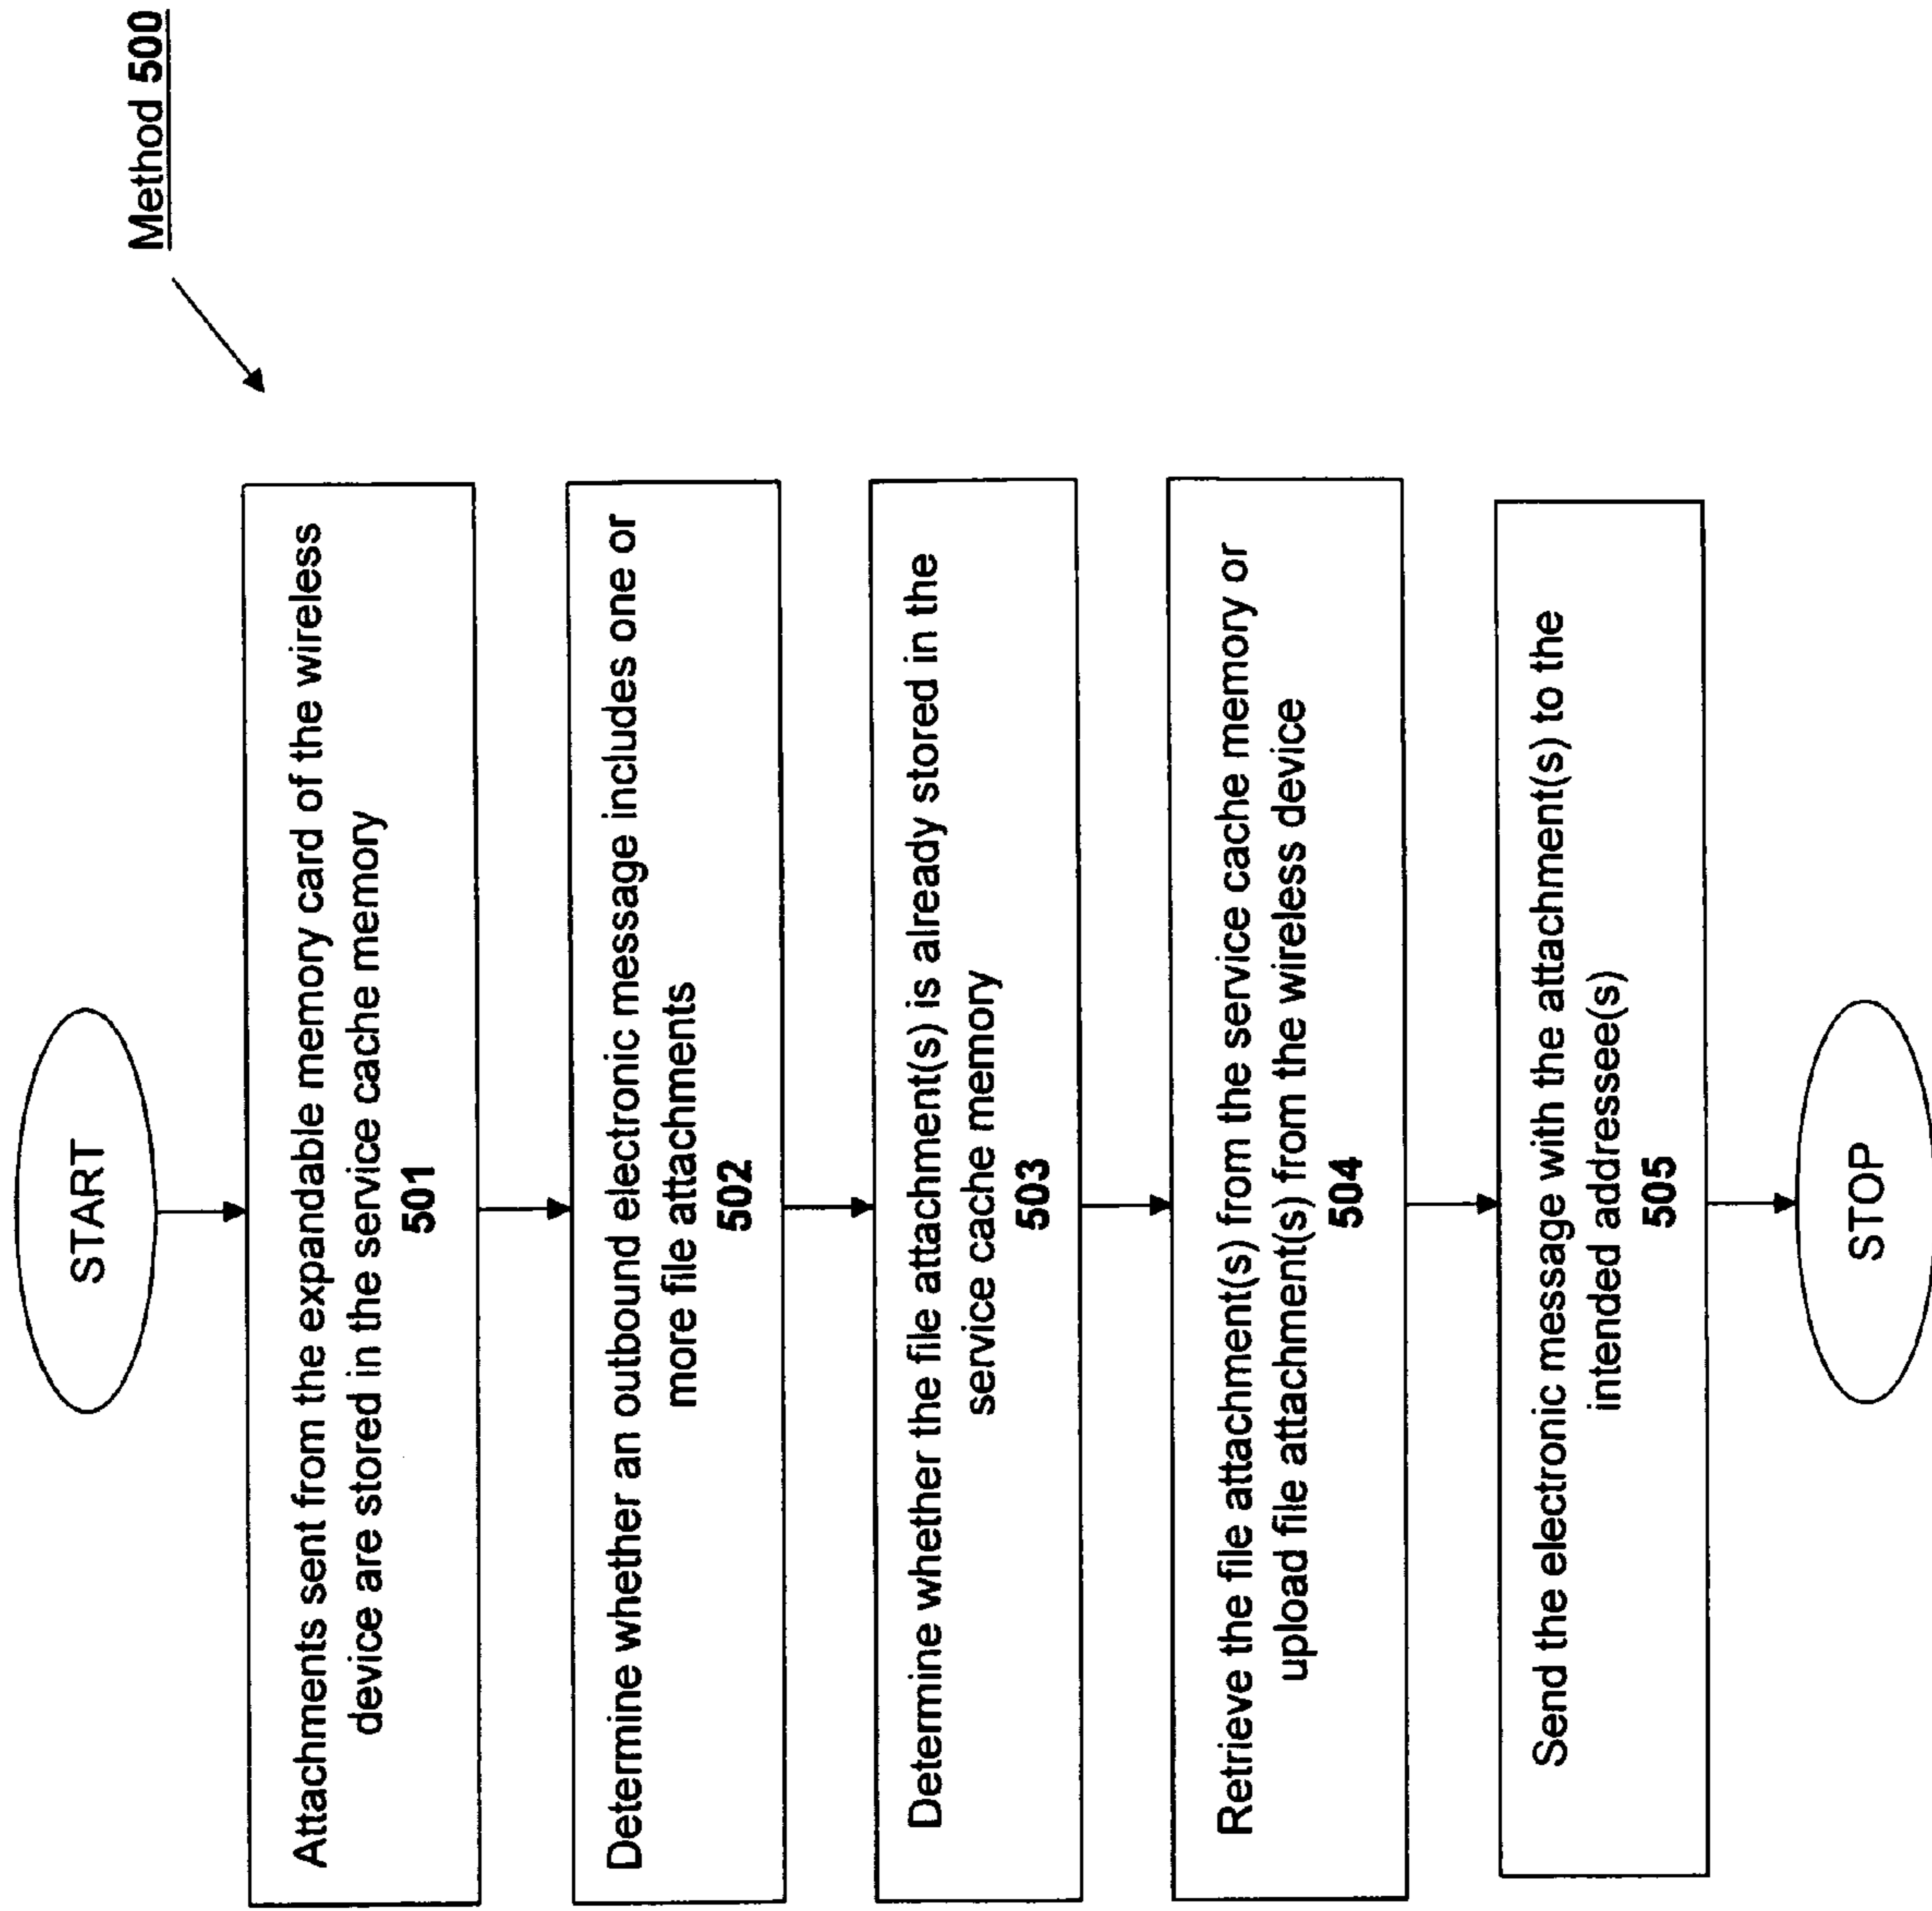 Method 500
START
Attachments sent from the expandable memory card of the wireless
device are stored in the service cache memory
501
Determine whether an outbound electronic message includes one or
more file attachments
502
Determine whether the file attachment(s) is already stored in the
service cache memory
503
Retrieve the file attachment(s) from the service cache memory or
upload file attachment(s) from the wireless device
504
Send the electronic message with the attachment(s) to the
intended addressee(s)
505
STOP